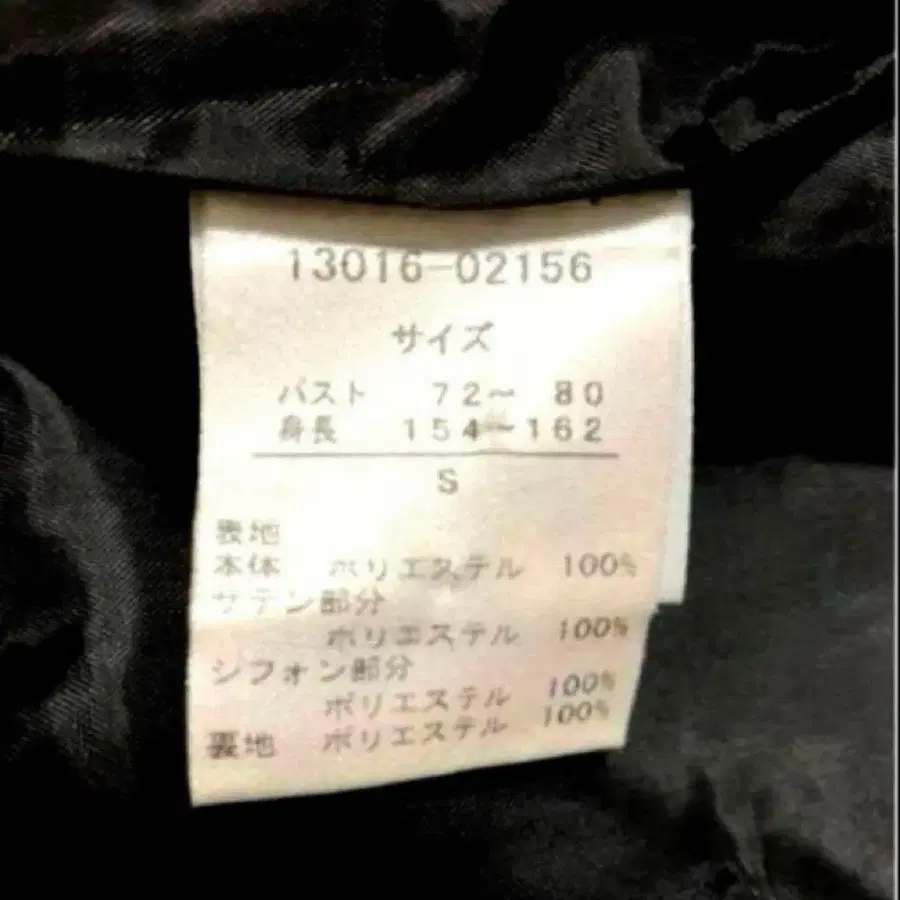 13016-02156
サイズ
バスト 72~ 80
身長 154~162
S
表地
本体 ポリエステル 100%
サテン部分
ポリエステル 100%
シフォン部分
ポリエステル 100%
裏地 ポリエステル 100%